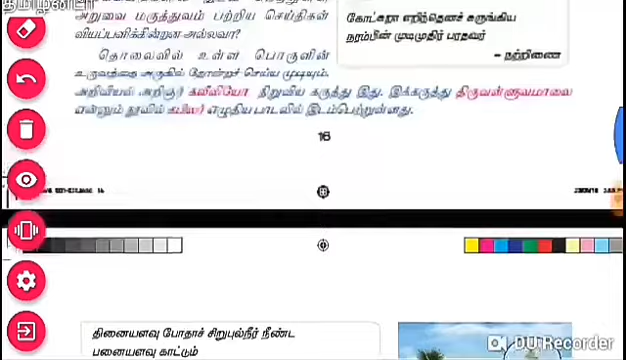 தமிழன்டா
அறுவை மருத்துவம் பற்றிய செய்திகள்
வியப்பளிக்கின்றன அல்லவா?
தொலைவில் உள்ள பொருளின்
உருவத்தை அருகில் தோன்றச் செய்ய முடியும்.
அறிவியல் அறிஞர் கலீலியோ நிறுவிய கருத்து இது. இக்கருத்து திருவள்ளுவமாலை
என்னும் நூலில் கபிலர் எழுதிய பாடலில் இடம்பெற்றுள்ளது.
கோட்சுறா எறிந்தெனச் சுருங்கிய
நரம்பின் முடிமுதிர் பரதவர்
– நற்றிணை
16
தினையளவு போதாச் சிறுபுல்நீர் நீண்ட
பனையளவு காட்டும்
DU Recorder